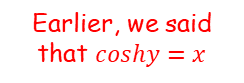 Earlier, we said
that coshy = x